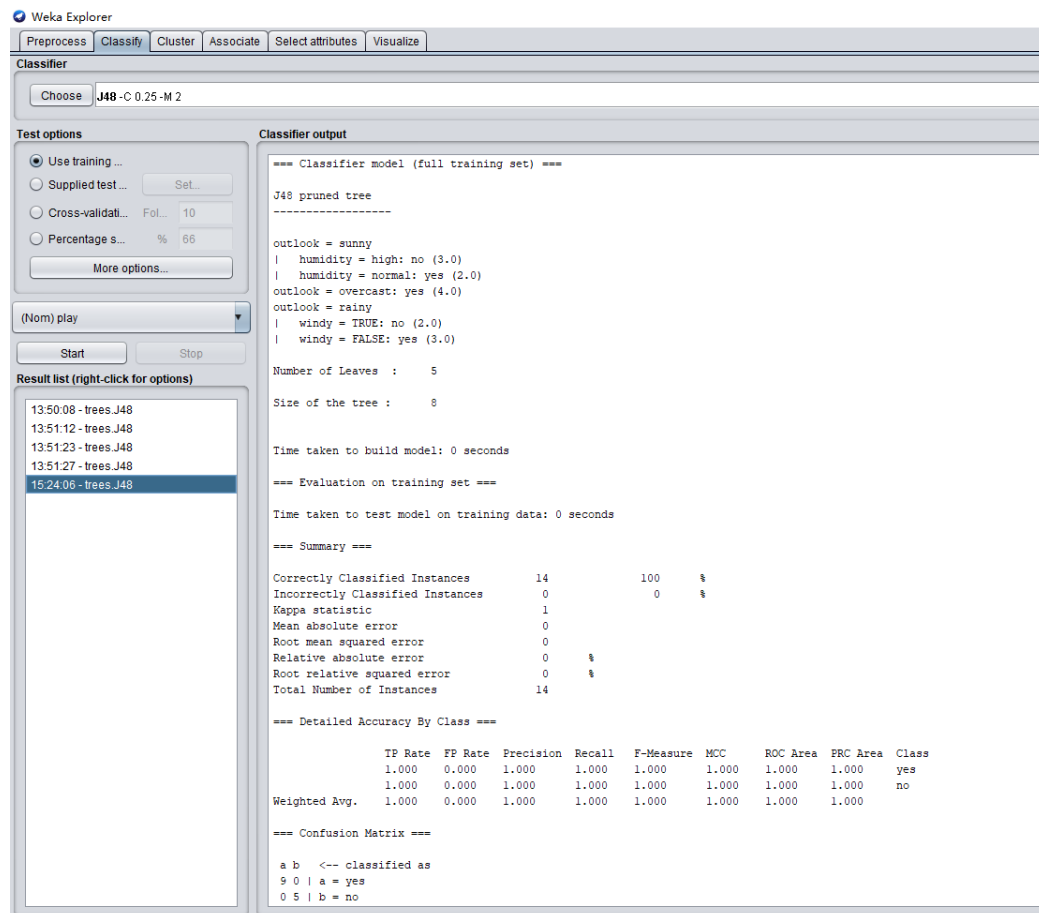 Weka Explorer
Preprocess Classify Cluster Associate Select attributes Visualize
Classifier
Choose J48 -C 0.25 -M 2
Test options
Use training ...
Supplied test ... Set...
Cross-validati... Fol... 10
Percentage s... % 66
More options...
(Nom) play
Start Stop
Result list (right-click for options)
13:50:08 - trees.J48
13:51:12 - trees.J48
13:51:23 - trees.J48
13:51:27 - trees.J48
15:24:06 - trees.J48
Classifier output
=== Classifier model (full training set) ===
J48 pruned tree
------------------
outlook = sunny
|   humidity = high: no (3.0)
|   humidity = normal: yes (2.0)
outlook = overcast: yes (4.0)
outlook = rainy
|   windy = TRUE: no (2.0)
|   windy = FALSE: yes (3.0)
Number of Leaves  :     5
Size of the tree :     8
Time taken to build model: 0 seconds
=== Evaluation on training set ===
Time taken to test model on training data: 0 seconds
=== Summary ===
Correctly Classified Instances          14              100      %
Incorrectly Classified Instances         0                0      %
Kappa statistic                          1
Mean absolute error                      0
Root mean squared error                  0
Relative absolute error                  0      %
Root relative squared error              0      %
Total Number of Instances               14
=== Detailed Accuracy By Class ===
TP Rate  FP Rate  Precision  Recall   F-Measure  MCC      ROC Area  PRC Area  Class
1.000    0.000    1.000      1.000    1.000      1.000    1.000     1.000     yes
1.000    0.000    1.000      1.000    1.000      1.000    1.000     1.000     no
Weighted Avg.    1.000    0.000    1.000      1.000    1.000      1.000    1.000     1.000
=== Confusion Matrix ===
a b   <-- classified as
9 0 | a = yes
0 5 | b = no